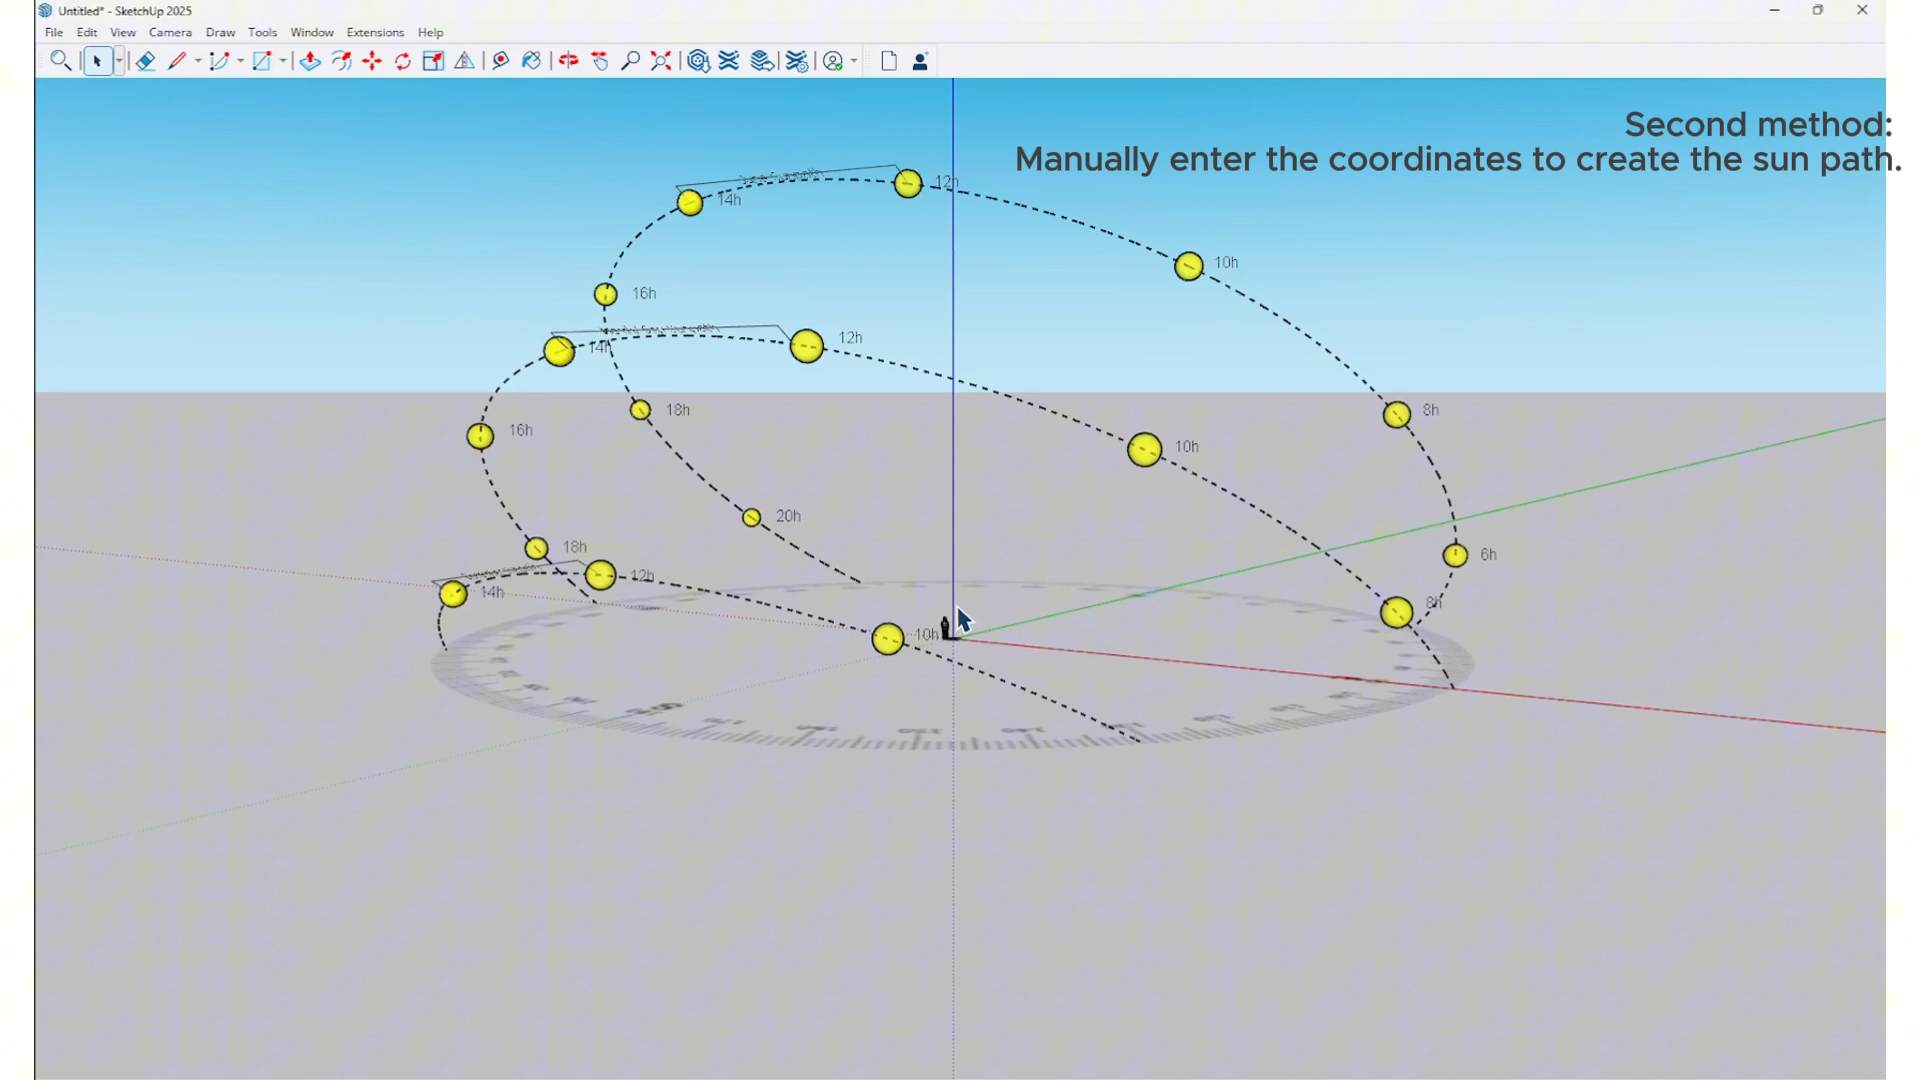 Untitled* - SketchUp 2025
File Edit View Camera Draw Tools Window Extensions Help
Second method:
Manually enter the coordinates to create the sun path.
12h
14h
10h
16h
12h
14h
8h
18h
16h
10h
20h
6h
18h
12h
14h
8h
10h